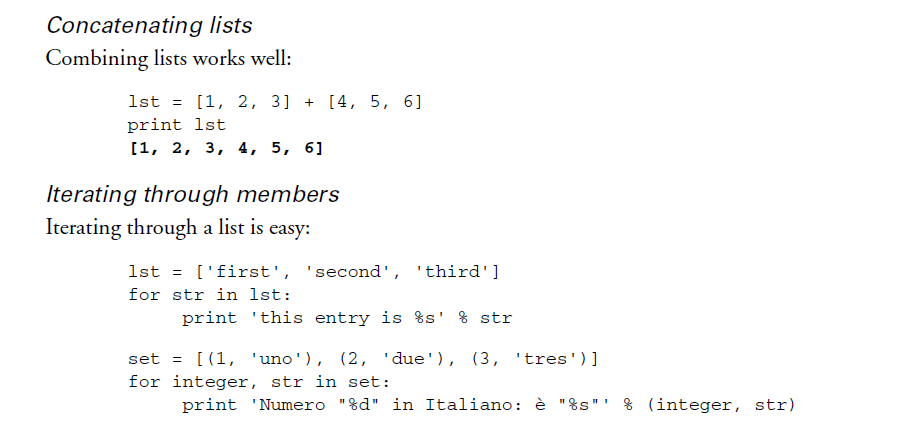 Concatenating lists
Combining lists works well:
lst = [1, 2, 3] + [4, 5, 6]
print lst
[1, 2, 3, 4, 5, 6]
Iterating through members
Iterating through a list is easy:
lst = ['first', 'second', 'third']
for str in lst:
     print 'this entry is %s' % str
set = [(1, 'uno'), (2, 'due'), (3, 'tres')]
for integer, str in set:
     print 'Numero "%d" in Italiano: è "%s"' % (integer, str)